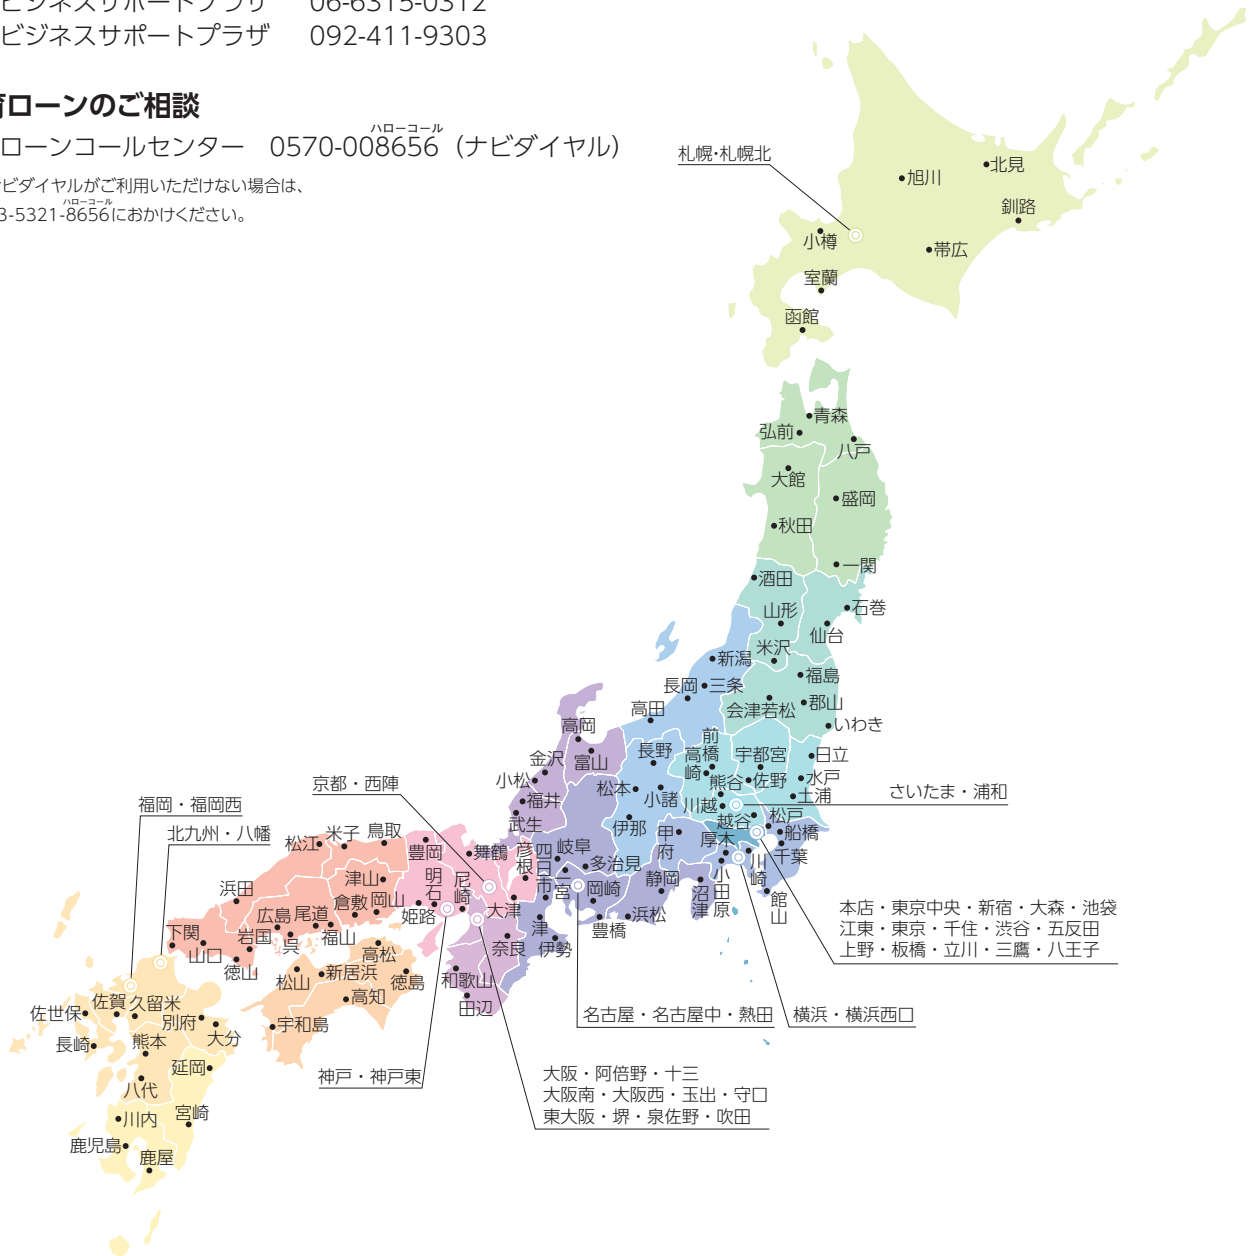 ビジネスサポートプラザ 06-6315-0312
ビジネスサポートプラザ 092-411-9303
育ローンのご相談
ハローコール
ローンコールセンター 0570-008656（ナビダイヤル）
ナビダイヤルがご利用いただけない場合は、
ハローコール
3-5321-8656におかけください。
札幌・札幌北
北見
旭川
釧路
小樽
帯広
室蘭
函館
青森
弘前
八戸
大館
盛岡
秋田
一関
酒田
石巻
山形
仙台
米沢
新潟
福島
長岡
三条
会津若松
郡山
高田
いわき
高岡
前橋
富山
長野
高崎
宇都宮
日立
金沢
小松
松本
熊谷
佐野
水戸
京都・西陣
福井
小諸
川越
土浦
さいたま・浦和
福岡・福岡西
武生
伊那
越谷
松戸
北九州・八幡
松江
米子
鳥取
豊岡
舞鶴
彦根
四日市
岐阜
甲府
厚木
船橋
多治見
川崎
千葉
津山
明石
尼崎
一宮
岡崎
静岡
沼津
小田原
館山
浜田
倉敷
岡山
姫路
大津
豊橋
浜松
広島
尾道
福山
津
本店・東京中央・新宿・大森・池袋
江東・東京・千住・渋谷・五反田
上野・板橋・立川・三鷹・八王子
下関
山口
岩国
呉
奈良
伊勢
徳山
高松
松山
新居浜
徳島
和歌山
高知
田辺
佐世保
佐賀
久留米
別府
宇和島
名古屋・名古屋中・熱田
横浜・横浜西口
長崎
熊本
大分
延岡
神戸・神戸東
八代
大阪・阿倍野・十三
大阪南・大阪西・玉出・守口
東大阪・堺・泉佐野・吹田
川内
宮崎
鹿児島
鹿屋